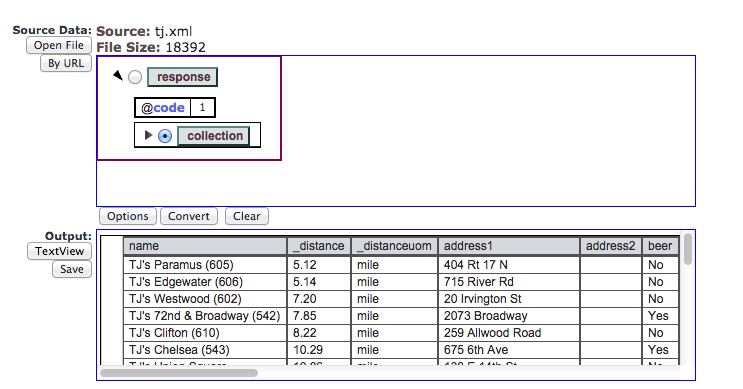 Source Data: Source: tj.xml
Open File File Size: 18392
By URL
response
@code 1
collection
Options Convert Clear
Output:
TextView
Save
name _distance _distanceuom address1 address2 beer
TJ's Paramus (605) 5.12 mile 404 Rt 17 N No
TJ's Edgewater (606) 5.14 mile 715 River Rd No
TJ's Westwood (602) 7.20 mile 20 Irvington St No
TJ's 72nd & Broadway (542) 7.85 mile 2073 Broadway Yes
TJ's Clifton (610) 8.22 mile 259 Allwood Road No
TJ's Chelsea (543) 10.29 mile 675 6th Ave Yes